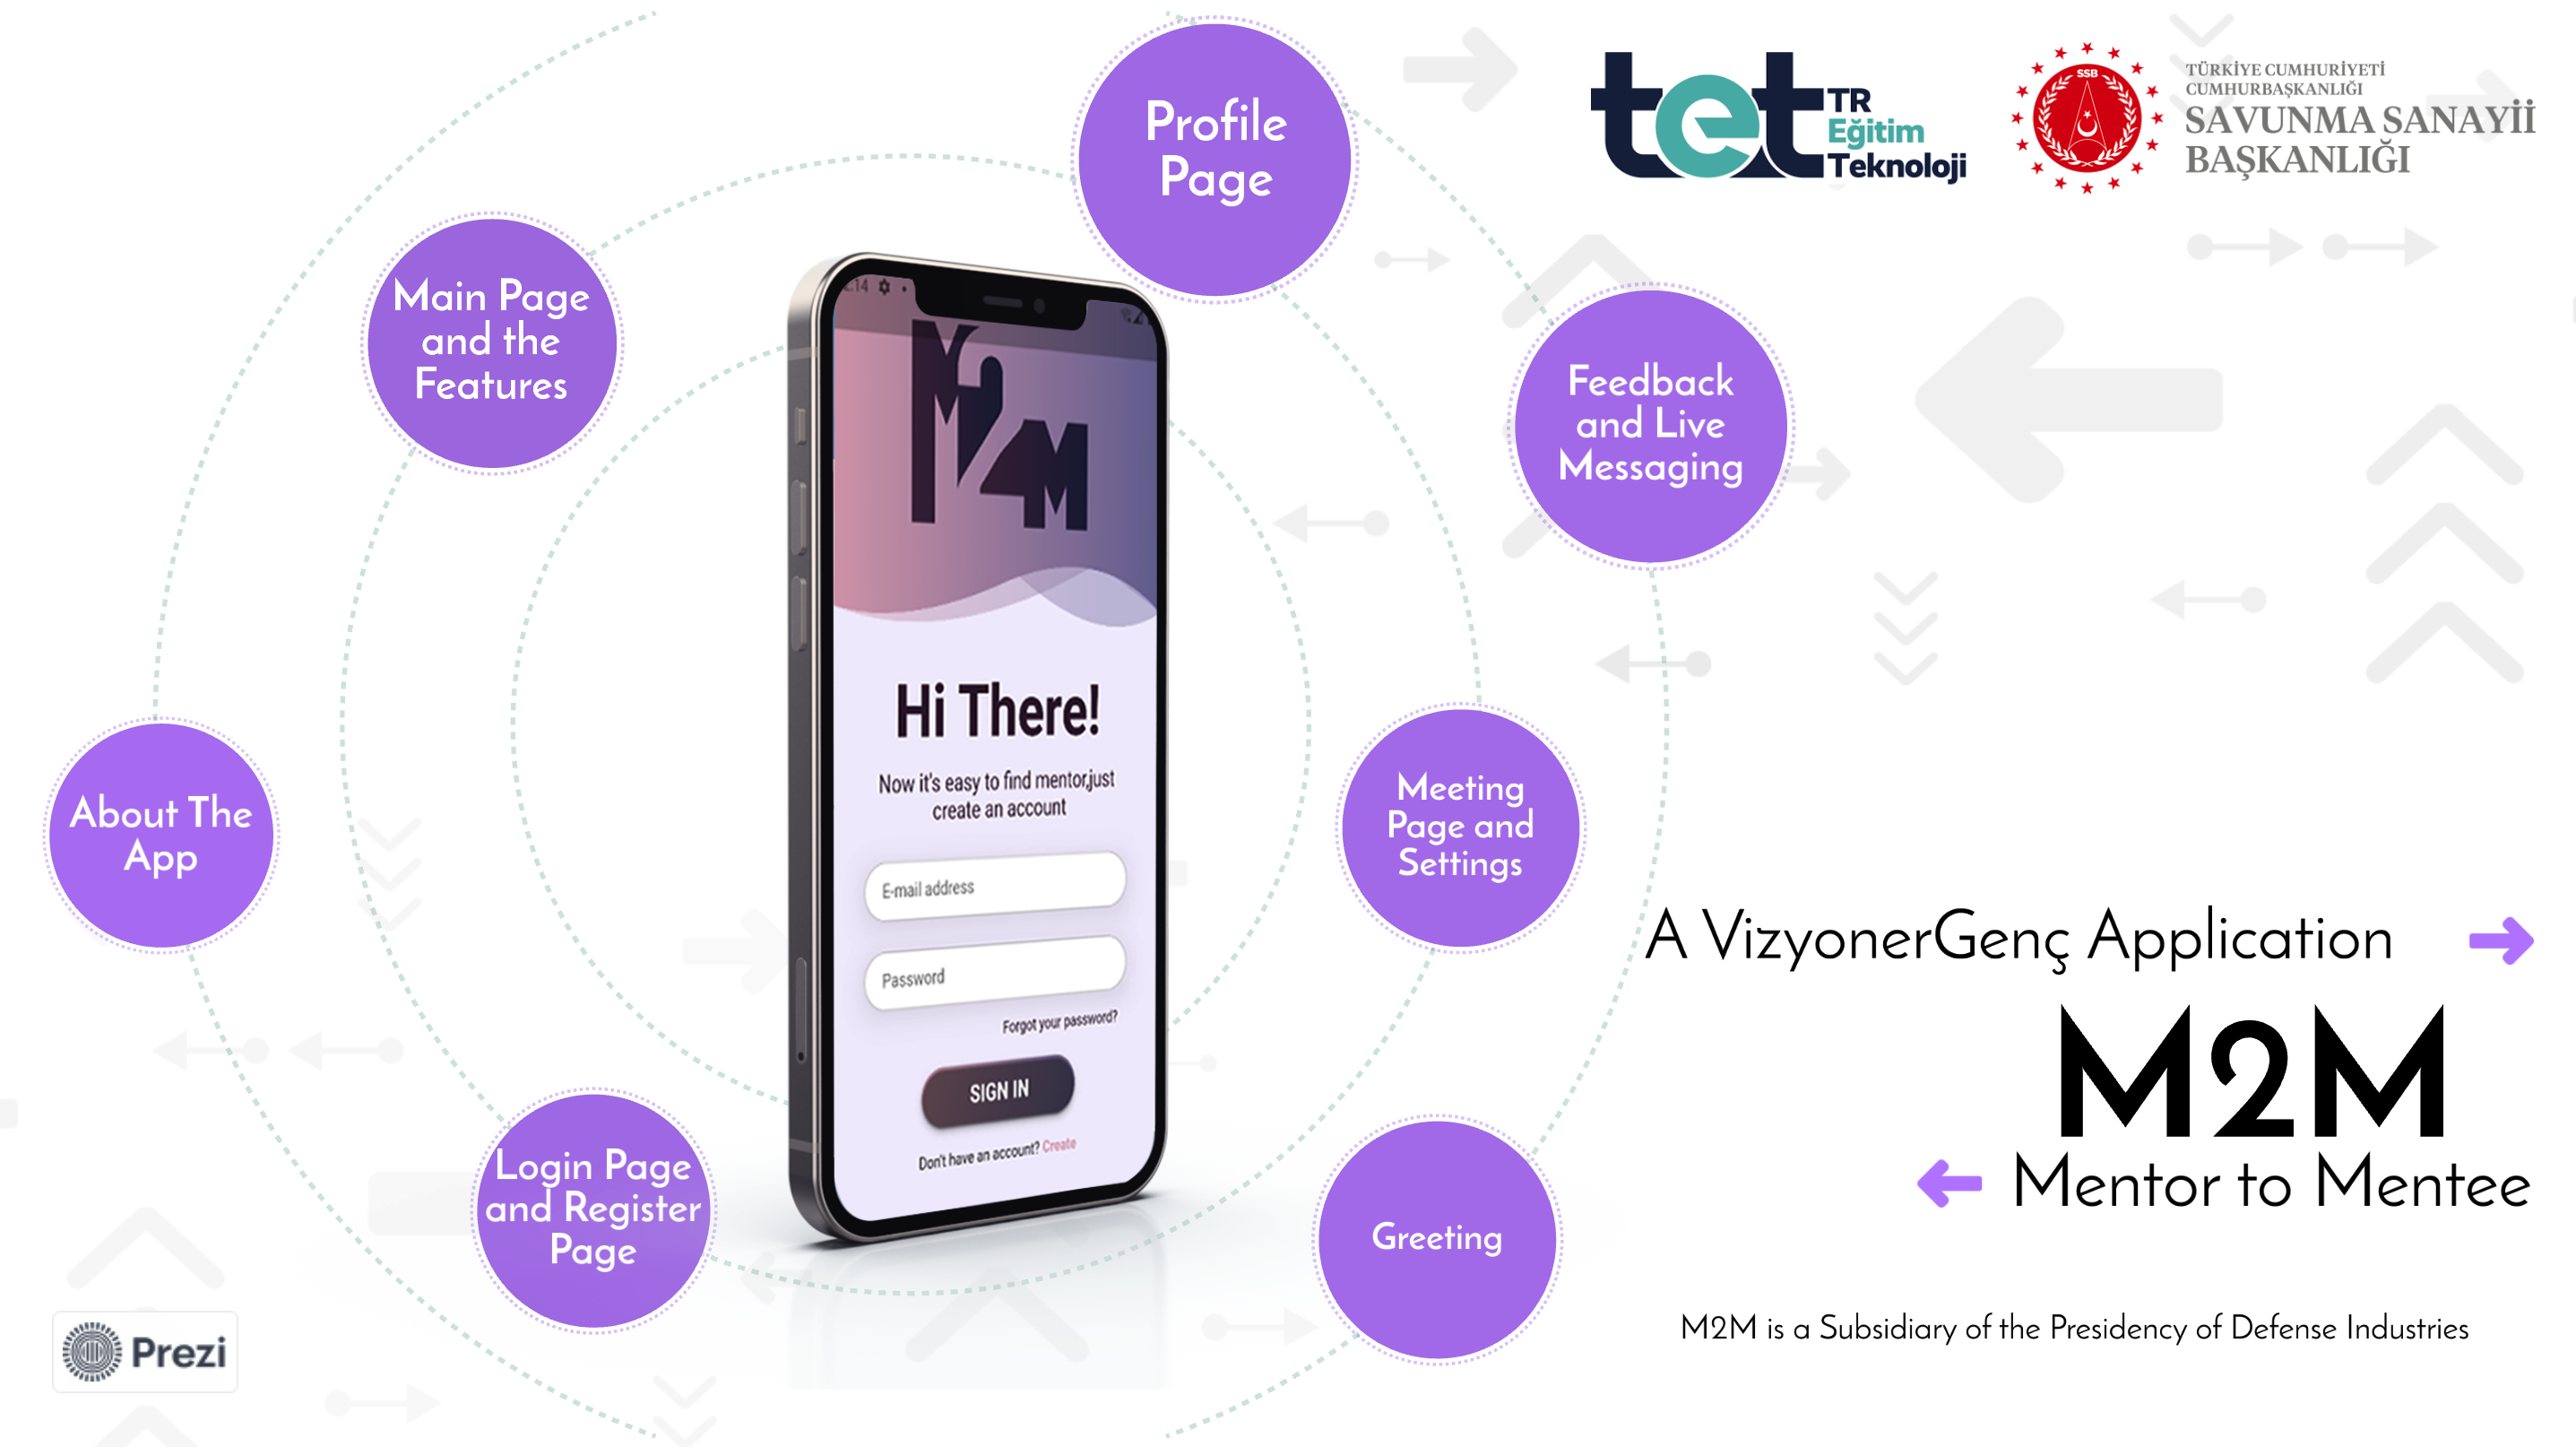 Profile
Page
tet
TR
Eğitim
Teknoloji
SSB
TÜRKİYE CUMHURİYETİ
CUMHURBAŞKANLIĞI
SAVUNMA SANAYİİ
BAŞKANLIĞI
Main Page
and the
Features
Feedback
and Live
Messaging
:14
M2M
Hi There!
Now it's easy to find mentor,just
create an account
E-mail address
Password
Forgot your password?
SIGN IN
Don't have an account? Create
About The
App
Meeting
Page and
Settings
Login Page
and Register
Page
Greeting
A VizyonerGenç Application
M2M
Mentor to Mentee
M2M is a Subsidiary of the Presidency of Defense Industries
Prezi